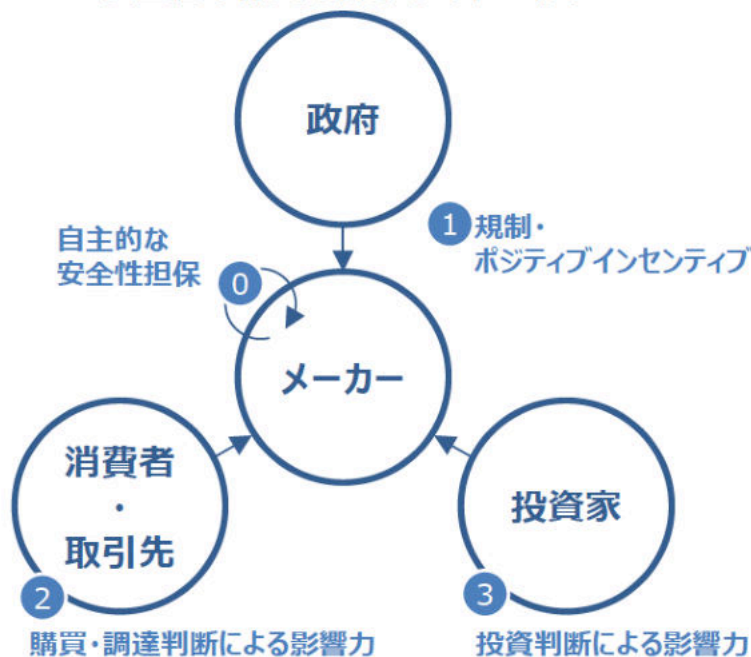 政府
1 規制・
ポジティブインセンティブ
自主的な
安全性担保
0
メーカー
消費者
・
取引先
2
購買・調達判断による影響力
投資家
3
投資判断による影響力